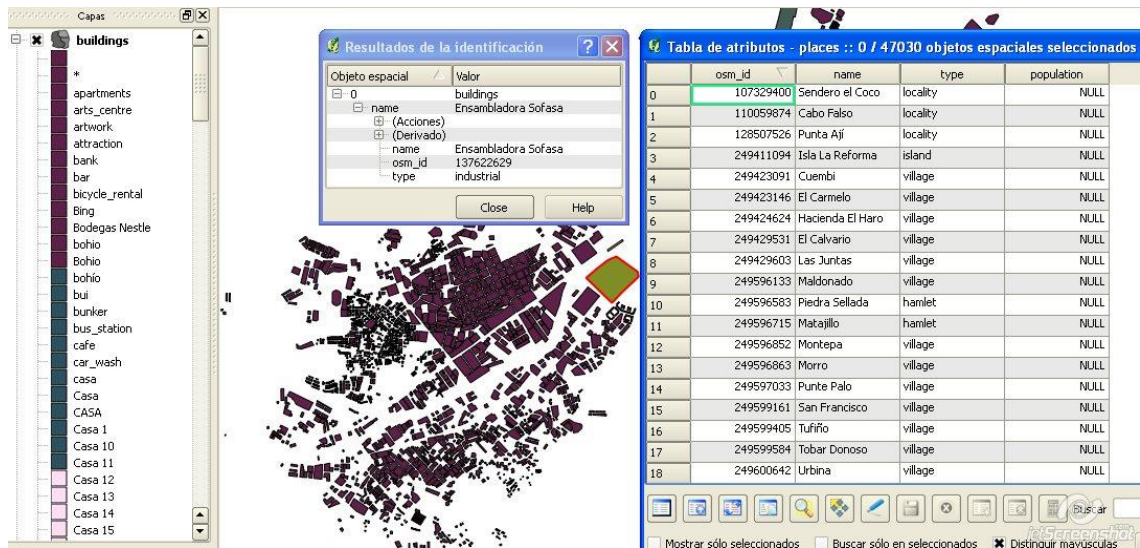 Capas
buildings
*
apartments
arts_centre
artwork
attraction
bank
bar
bicycle_rental
Bing
Bodegas Nestle
bohio
Bohio
bohío
bui
bunker
bus_station
cafe
car_wash
casa
Casa
CASA
Casa 1
Casa 10
Casa 11
Casa 12
Casa 13
Casa 14
Casa 15
Resultados de la identificación
Objeto espacial Valor
0 buildings
name Ensambladora Sofasa
(Acciones)
(Derivado)
name Ensambladora Sofasa
osm_id 137622629
type industrial
Close Help
Tabla de atributos - places :: 0 / 47030 objetos espaciales seleccionados
osm_id name type population
0 107329400 Sendero el Coco locality NULL
1 110059874 Cabo Falso locality NULL
2 128507526 Punta Ají locality NULL
3 249411094 Isla La Reforma island NULL
4 249423091 Cuembi village NULL
5 249423146 El Carmelo village NULL
6 249424624 Hacienda El Haro village NULL
7 249429531 El Calvario village NULL
8 249429603 Las Juntas village NULL
9 249596133 Maldonado village NULL
10 249596583 Piedra Sellada hamlet NULL
11 249596715 Matajillo hamlet NULL
12 249596852 Montepa village NULL
13 249596863 Morro village NULL
14 249597033 Punte Palo village NULL
15 249599161 San Francisco village NULL
16 249599405 Tufiño village NULL
17 249599584 Tobar Donoso village NULL
18 249600642 Urbina village NULL
Buscar
jetScreenshot
Mostrar sólo seleccionados Buscar sólo en seleccionados Distinguir mayúsculas